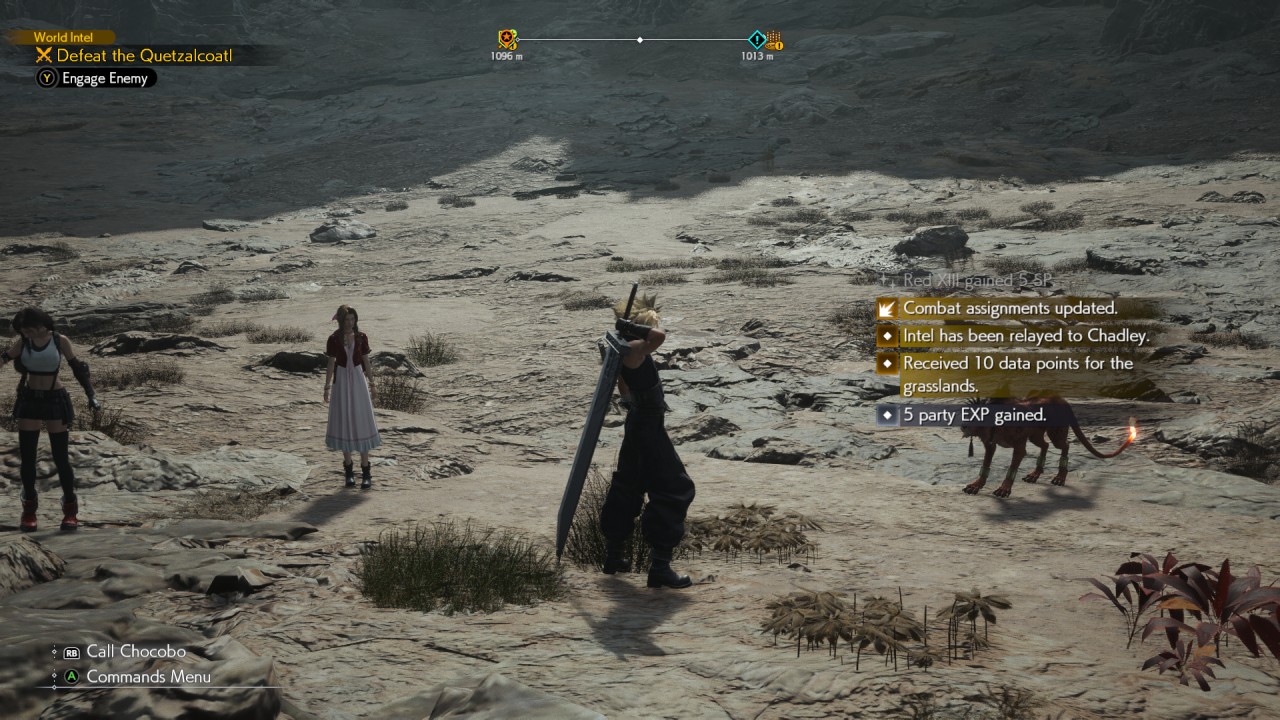 World Intel
Defeat the Quetzalcoatl
Y Engage Enemy
1096 m
1013 m
Red XIII gained 5 SP.
Combat assignments updated.
Intel has been relayed to Chadley.
Received 10 data points for the
grasslands.
5 party EXP gained.
RB Call Chocobo
A Commands Menu